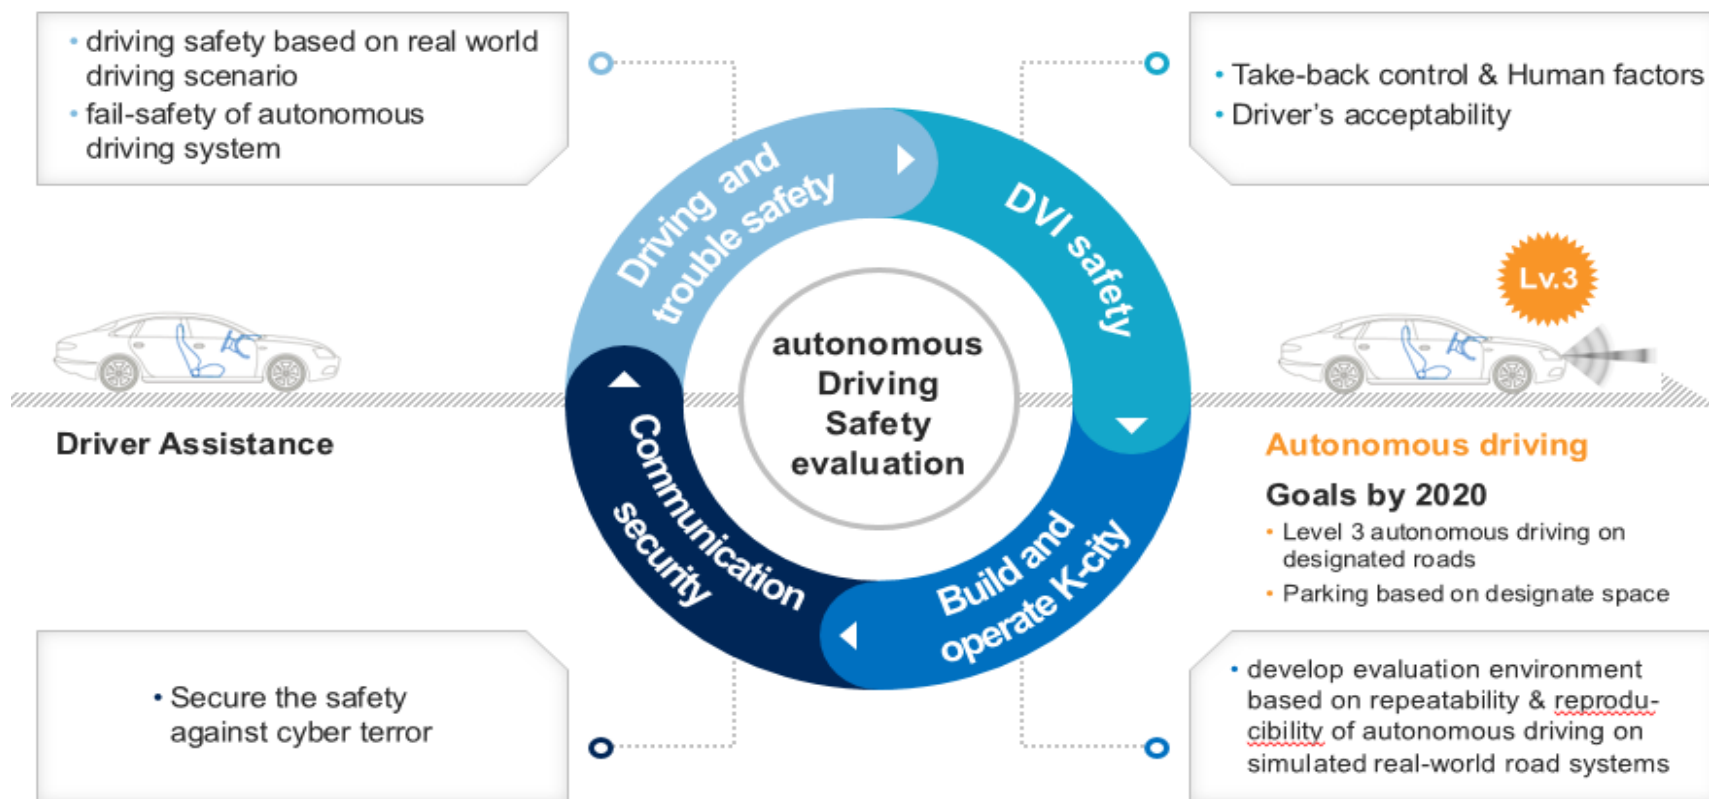 • driving safety based on real world
driving scenario
• fail-safety of autonomous
driving system
• Take-back control & Human factors
• Driver's acceptability
Driving and
trouble safety
DVI safety
Lv.3
autonomous
Driving
Safety
evaluation
Driver Assistance
Communication
security
Build and
operate K-city
Autonomous driving
Goals by 2020
• Level 3 autonomous driving on
designated roads
• Parking based on designate space
• Secure the safety
against cyber terror
• develop evaluation environment
based on repeatability & reprodu-
cibility of autonomous driving on
simulated real-world road systems